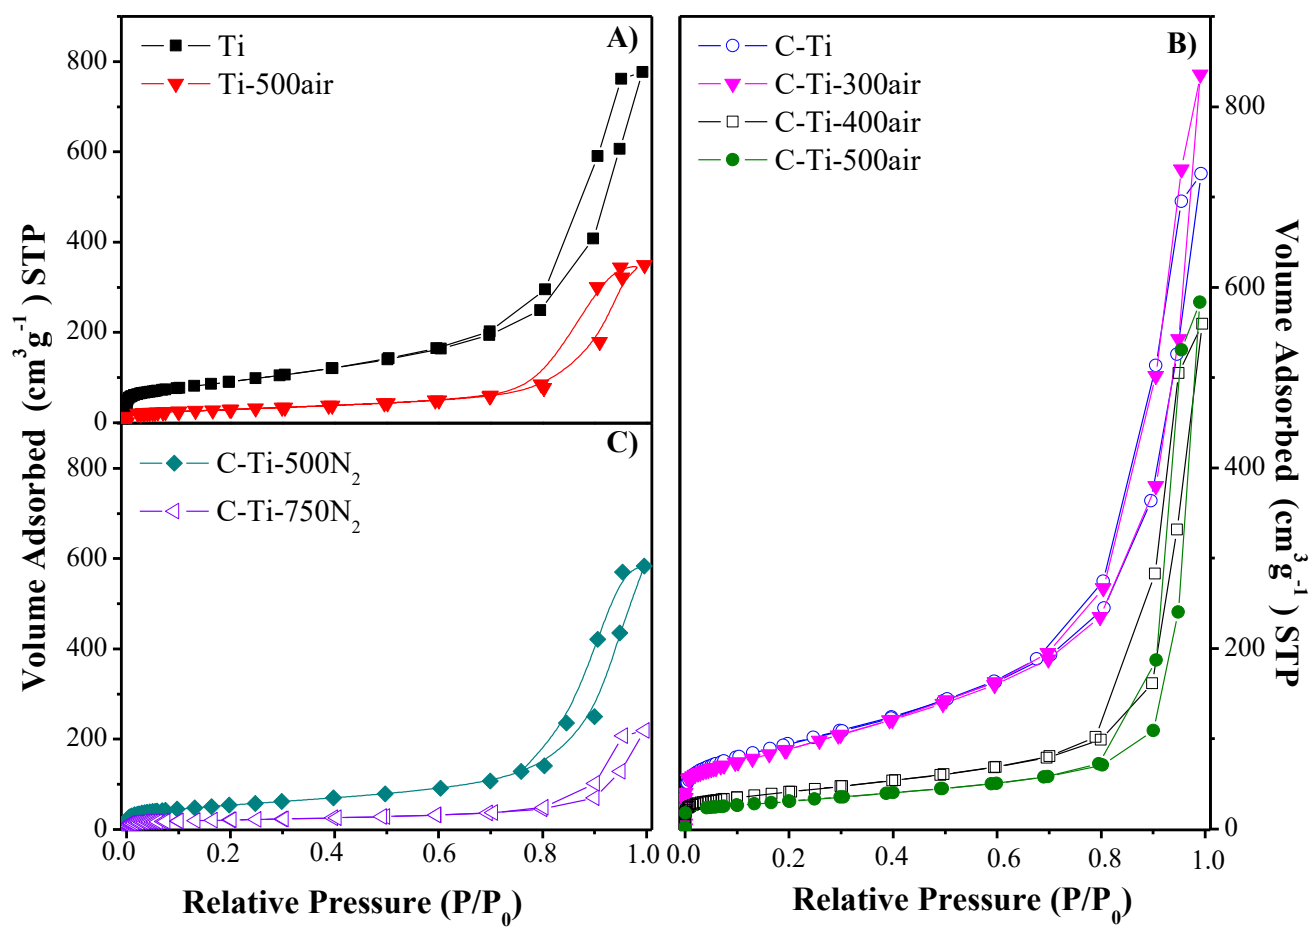 A)
Ti
Ti-500air
800
600
400
200
0
C)
C-Ti-500N₂
C-Ti-750N₂
800
600
400
200
0
0.0 0.2 0.4 0.6 0.8 1.0
Relative Pressure (P/P₀)
Volume Adsorbed (cm³g⁻¹) STP
B)
C-Ti
C-Ti-300air
C-Ti-400air
C-Ti-500air
800
600
400
200
0
0.0 0.2 0.4 0.6 0.8 1.0
Relative Pressure (P/P₀)
Volume Adsorbed (cm³g⁻¹) STP